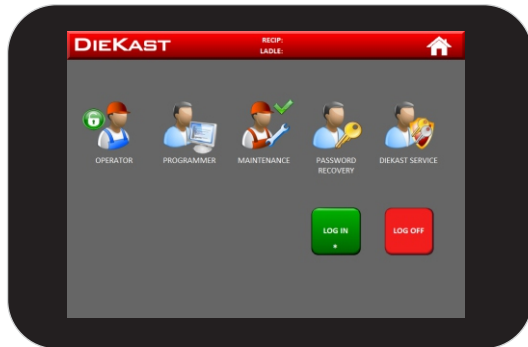 DIEKAST
RECIP:
LADLE:
OPERATOR
PROGRAMMER
MAINTENANCE
PASSWORD
RECOVERY
DIEKAST SERVICE
LOG IN
LOG OFF